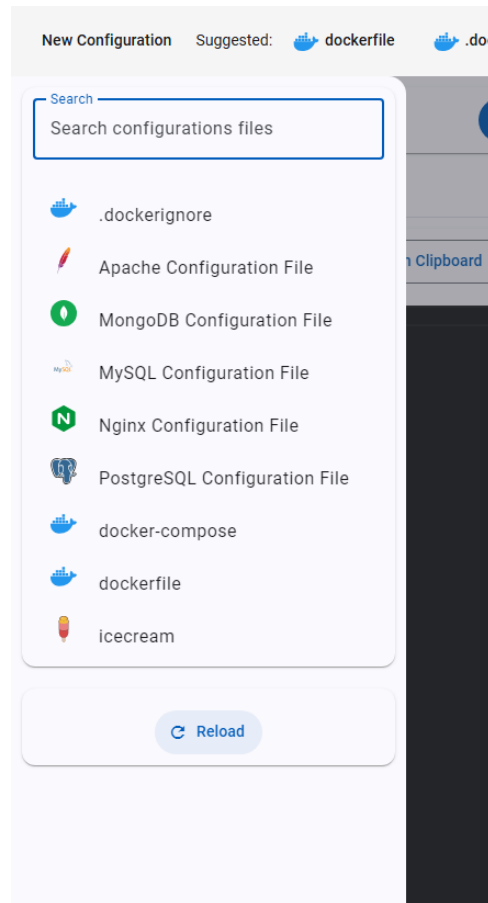 New Configuration Suggested: dockerfile
Search
Search configurations files
.dockerignore
Apache Configuration File
Clipboard
MongoDB Configuration File
MySQL
MySQL Configuration File
N
Nginx Configuration File
PostgreSQL Configuration File
docker-compose
dockerfile
icecream
Reload